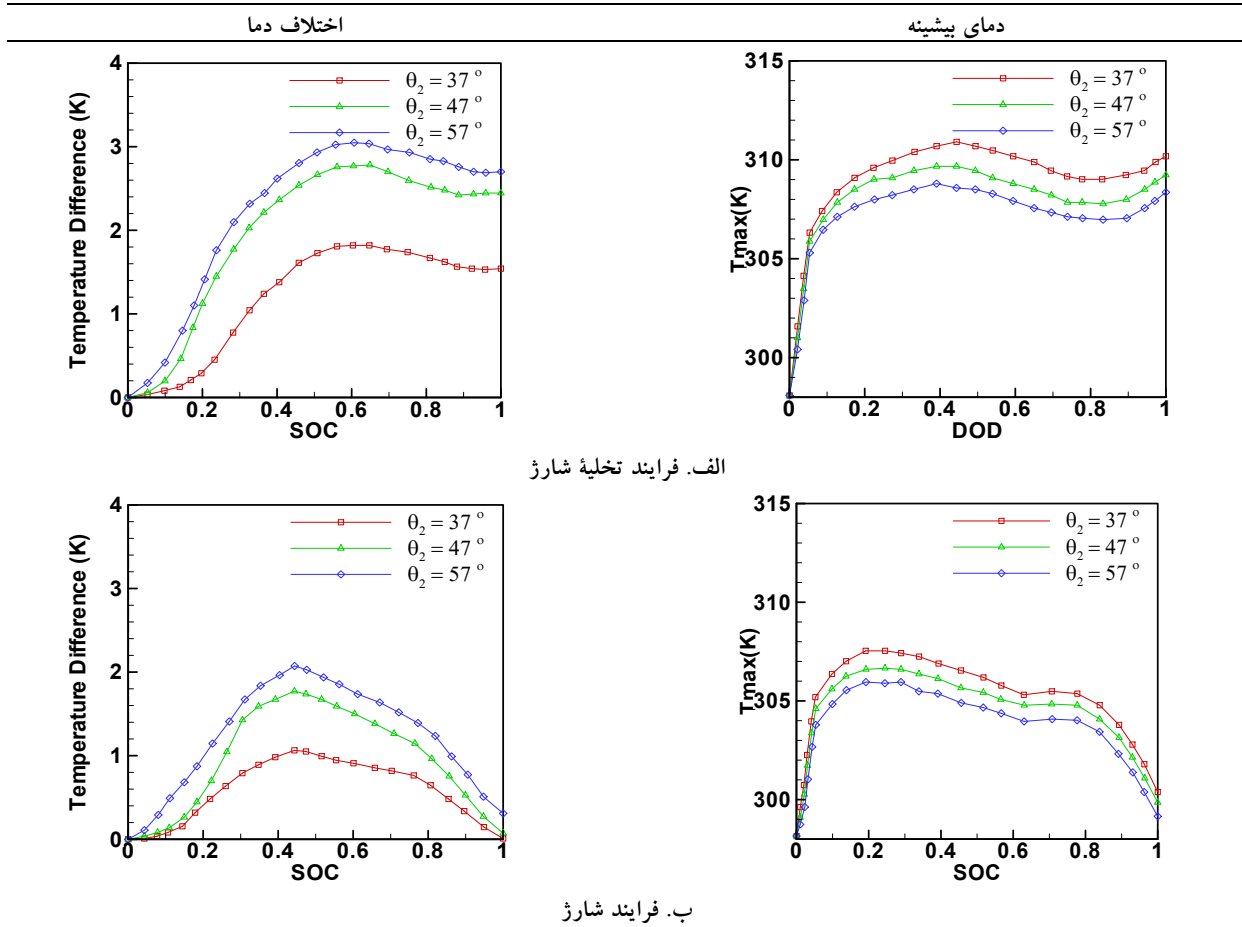 دمای بیشینه
اختلاف دما
4
3
2
1
0
Temperature Difference (K)
θ2 = 37 °
θ2 = 47 °
θ2 = 57 °
0 0.2 0.4 0.6 0.8 1
SOC
315
310
305
300
Tmax(K)
θ2 = 37 °
θ2 = 47 °
θ2 = 57 °
0 0.2 0.4 0.6 0.8 1
DOD
الف. فرایند تخلیۀ شارژ
4
3
2
1
0
Temperature Difference (K)
θ2 = 37 °
θ2 = 47 °
θ2 = 57 °
0 0.2 0.4 0.6 0.8 1
SOC
315
310
305
300
Tmax(K)
θ2 = 37 °
θ2 = 47 °
θ2 = 57 °
0 0.2 0.4 0.6 0.8 1
SOC
ب. فرایند شارژ